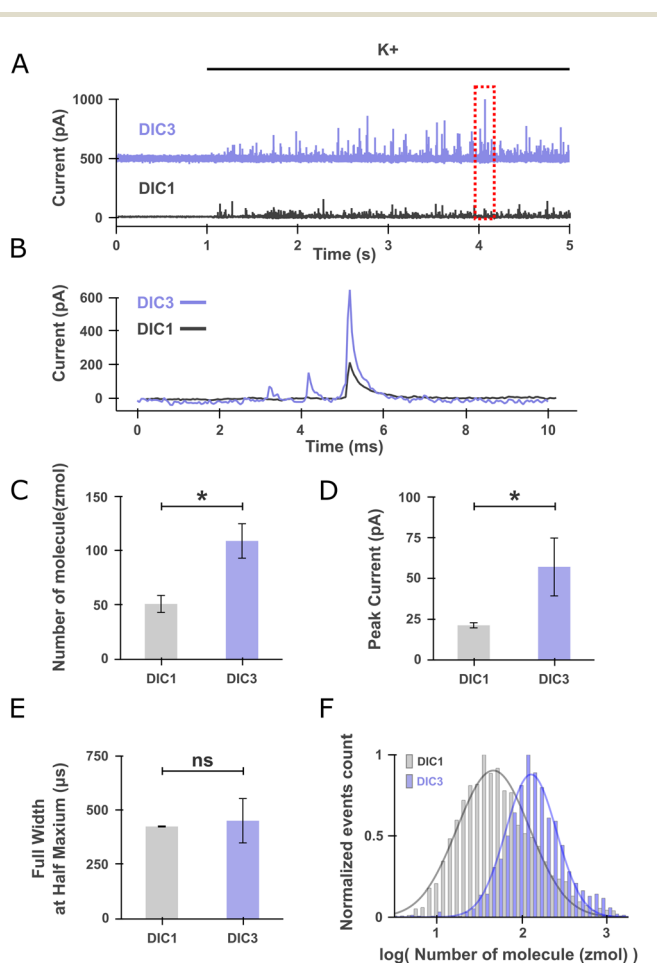 A
K+
Current (pA)
1000
500
0
DIC3
DIC1
0 1 2 3 4 5
Time (s)
B
Current (pA)
600
400
200
0
DIC3
DIC1
0 2 4 6 8 10
Time (ms)
C
Number of molecule(zmol)
150
100
50
0
*
DIC1 DIC3
D
Peak Current (pA)
100
75
50
25
0
*
DIC1 DIC3
E
Full Width
at Half Maxium (µs)
750
500
250
0
ns
DIC1 DIC3
F
Normalized events count
1
0.5
0
DIC1
DIC3
1 2 3
log( Number of molecule (zmol) )